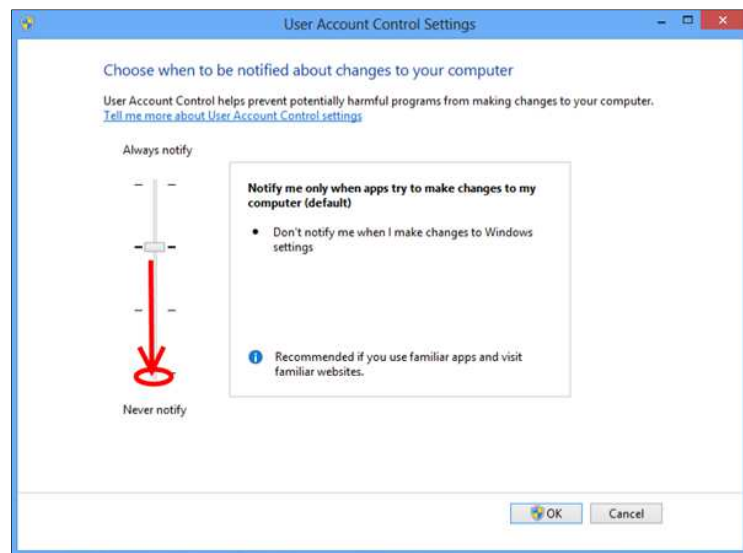 User Account Control Settings
Choose when to be notified about changes to your computer
User Account Control helps prevent potentially harmful programs from making changes to your computer.
Tell me more about User Account Control settings
Always notify
Notify me only when apps try to make changes to my
computer (default)
• Don't notify me when I make changes to Windows
settings
Recommended if you use familiar apps and visit
familiar websites.
Never notify
OK
Cancel